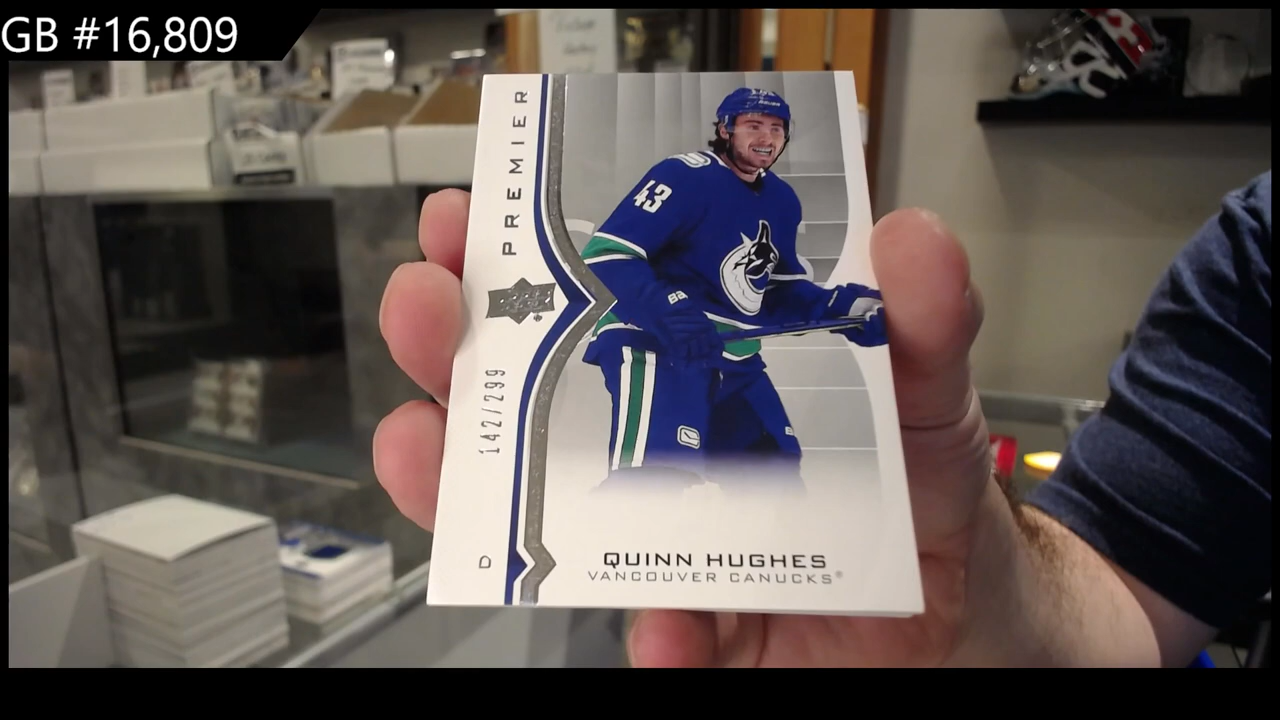 GB #16,809
PREMIER
43
142/299
D
QUINN HUGHES
VANCOUVER CANUCKS®